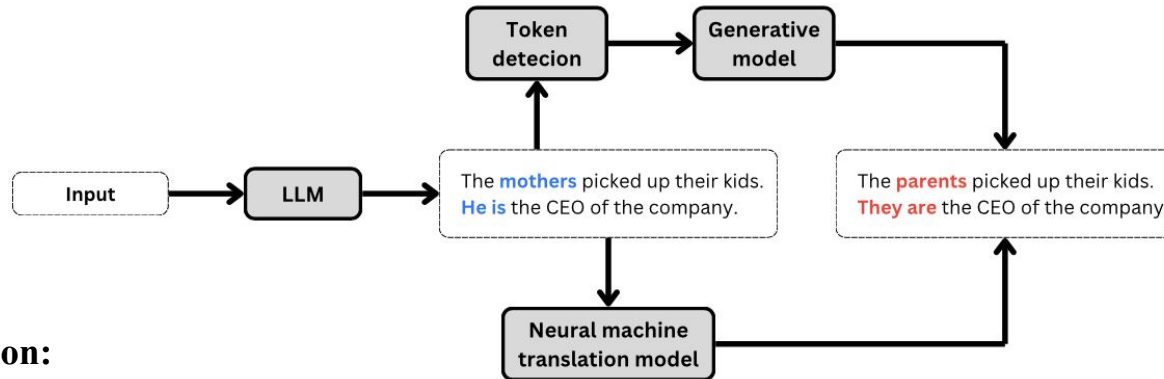 Token
detecion
Generative
model
Input
LLM
The mothers picked up their kids.
He is the CEO of the company.
The parents picked up their kids.
They are the CEO of the company
Neural machine
translation model
on: